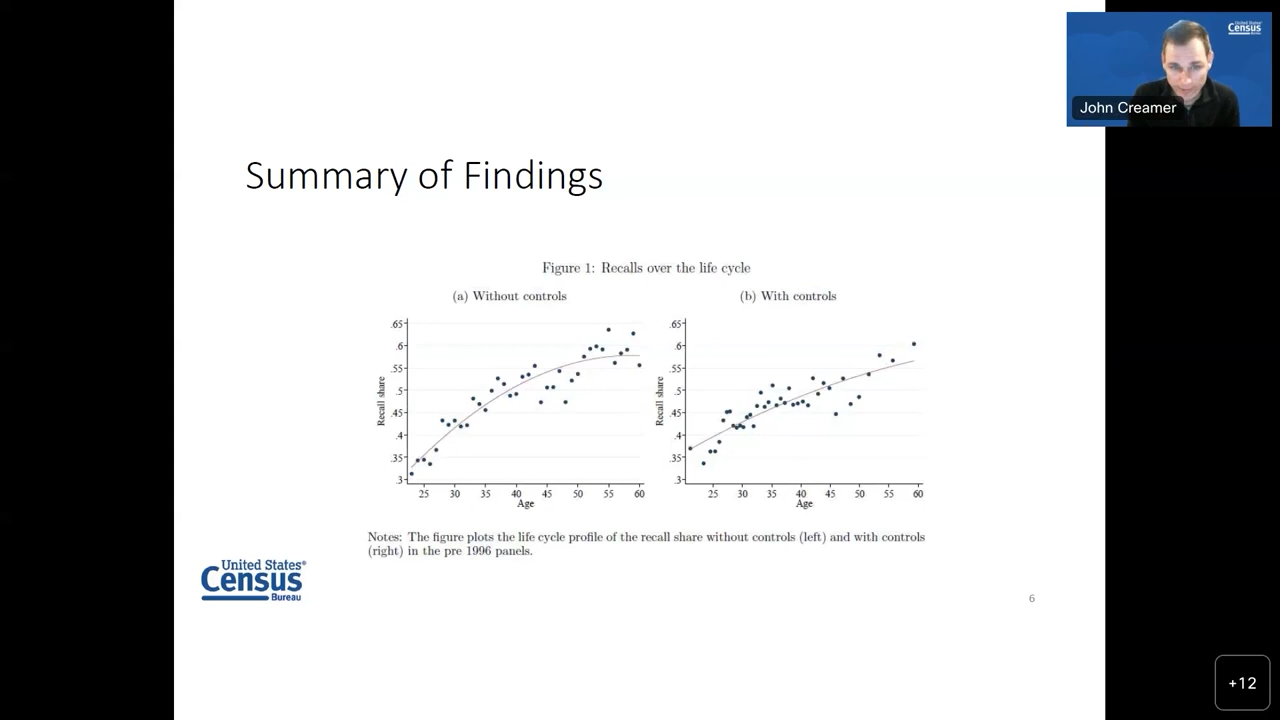 United States
Census
Bureau
John Creamer
Summary of Findings
Figure 1: Recalls over the life cycle
(a) Without controls
(b) With controls
.65
.6
.55
.5
.45
.4
.35
.3
Recall share
25 30 35 40 45 50 55 60
Age
.65
.6
.55
.5
.45
.4
.35
.3
Recall share
25 30 35 40 45 50 55 60
Age
Notes: The figure plots the life cycle profile of the recall share without controls (left) and with controls
(right) in the pre 1996 panels.
United States®
Census
Bureau
6
+12